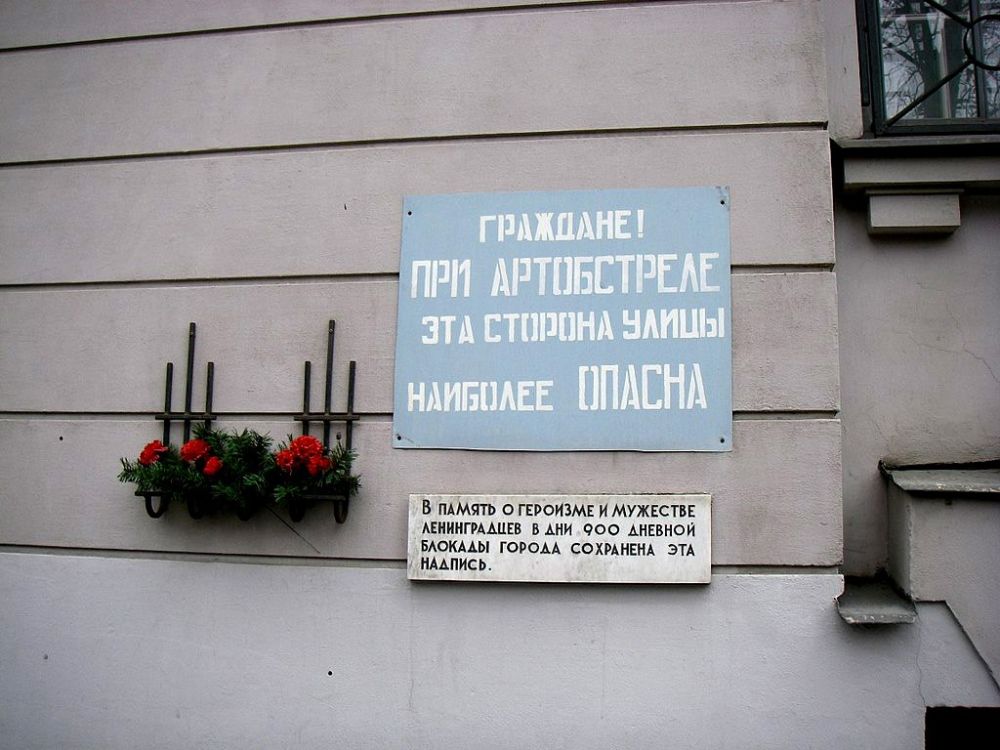 ГРАЖДАНЕ!
ПРИ АРТОБСТРЕЛЕ
ЭТА СТОРОНА УЛИЦЫ
НАИБОЛЕЕ ОПАСНА
В ПАМЯТЬ О ГЕРОИЗМЕ И МУЖЕСТВЕ
ЛЕНИНГРАДЦЕВ В ДНИ 900 ДНЕВНОЙ
БЛОКАДЫ ГОРОДА СОХРАНЕНА ЭТА
НАДПИСЬ.